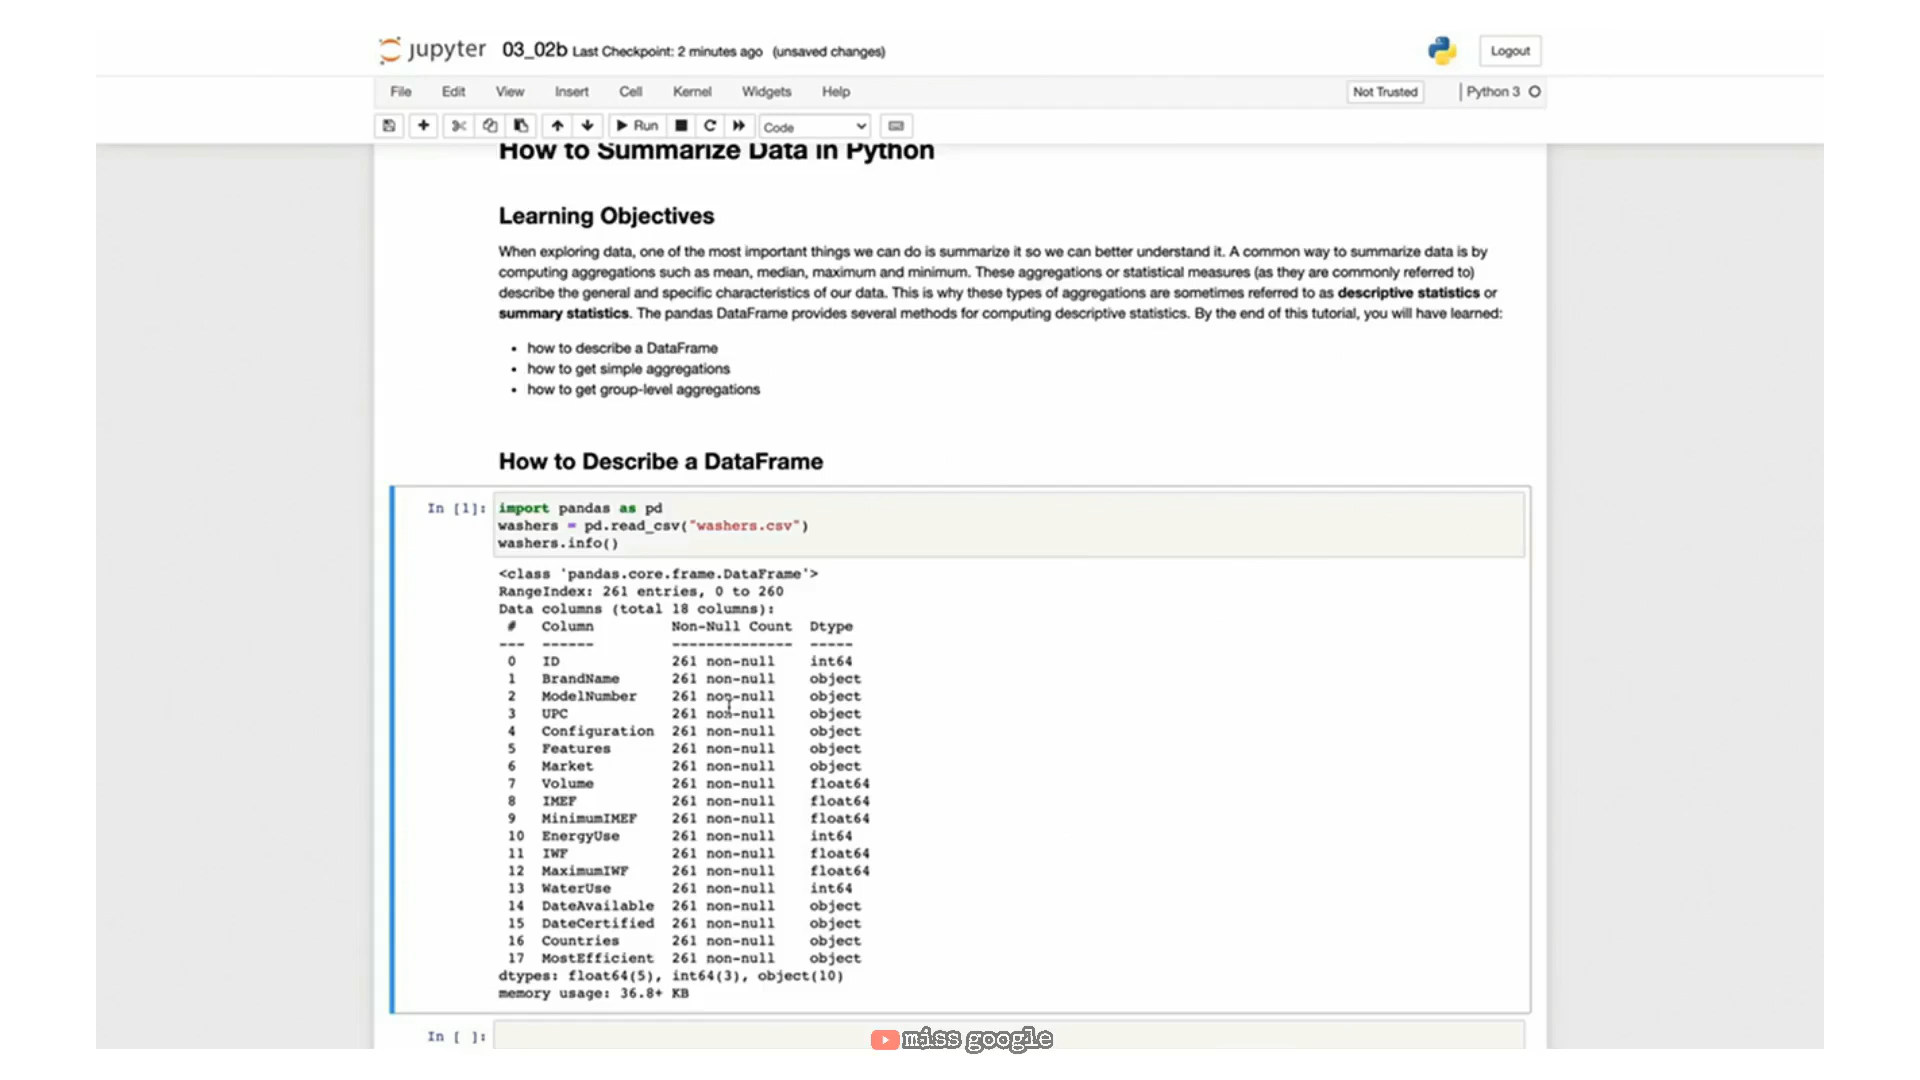 jupyter 03_02b Last Checkpoint: 2 minutes ago (unsaved changes) Logout
File Edit View Insert Cell Kernel Widgets Help Not Trusted Python 3
Run Code
How to Summarize Data in Python
Learning Objectives
When exploring data, one of the most important things we can do is summarize it so we can better understand it. A common way to summarize data is by
computing aggregations such as mean, median, maximum and minimum. These aggregations or statistical measures (as they are commonly referred to)
describe the general and specific characteristics of our data. This is why these types of aggregations are sometimes referred to as descriptive statistics or
summary statistics. The pandas DataFrame provides several methods for computing descriptive statistics. By the end of this tutorial, you will have learned:
• how to describe a DataFrame
• how to get simple aggregations
• how to get group-level aggregations
How to Describe a DataFrame
In [1]: import pandas as pd
washers = pd.read_csv("washers.csv")
washers.info()
<class 'pandas.core.frame.DataFrame'>
RangeIndex: 261 entries, 0 to 260
Data columns (total 18 columns):
# Column Non-Null Count Dtype
--- ------ -------------- -----
0 ID 261 non-null int64
1 BrandName 261 non-null object
2 ModelNumber 261 non-null object
3 UPC 261 non-null object
4 Configuration 261 non-null object
5 Features 261 non-null object
6 Market 261 non-null object
7 Volume 261 non-null float64
8 IMEF 261 non-null float64
9 MinimumIMEF 261 non-null float64
10 EnergyUse 261 non-null int64
11 IWF 261 non-null float64
12 MaximumIWF 261 non-null float64
13 WaterUse 261 non-null int64
14 DateAvailable 261 non-null object
15 DateCertified 261 non-null object
16 Countries 261 non-null object
17 MostEfficient 261 non-null object
dtypes: float64(5), int64(3), object(10)
memory usage: 36.8+ KB
In [ ]:
miss google